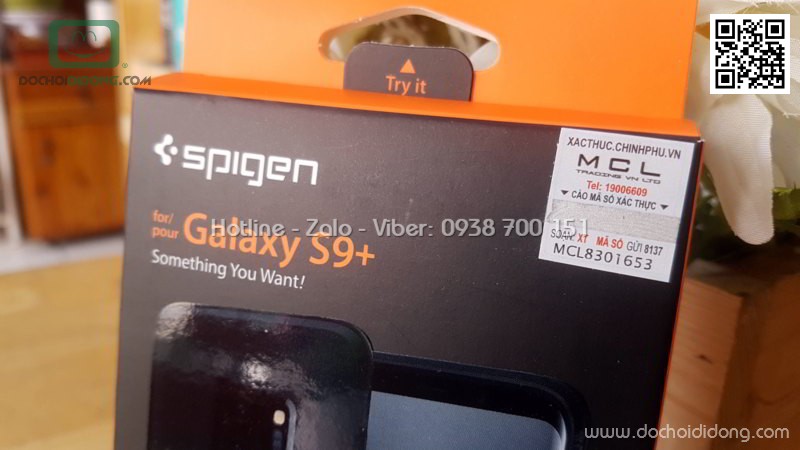 DOCHOIDIDONG.COM
Try it
spigen
for/
pour
Galaxy S9+
Something You Want!
Hotline - Zolo - Viber: 0938 700 151
XACTHUC.CHINHPHU.VN
MCL
TRADING VN LTD
Tel: 19006609
CÀO MÃ SỐ XÁC THỰC
SOẠN: XT MÃ SỐ GỬI 8137
MCL8301653
www.dochoididong.com